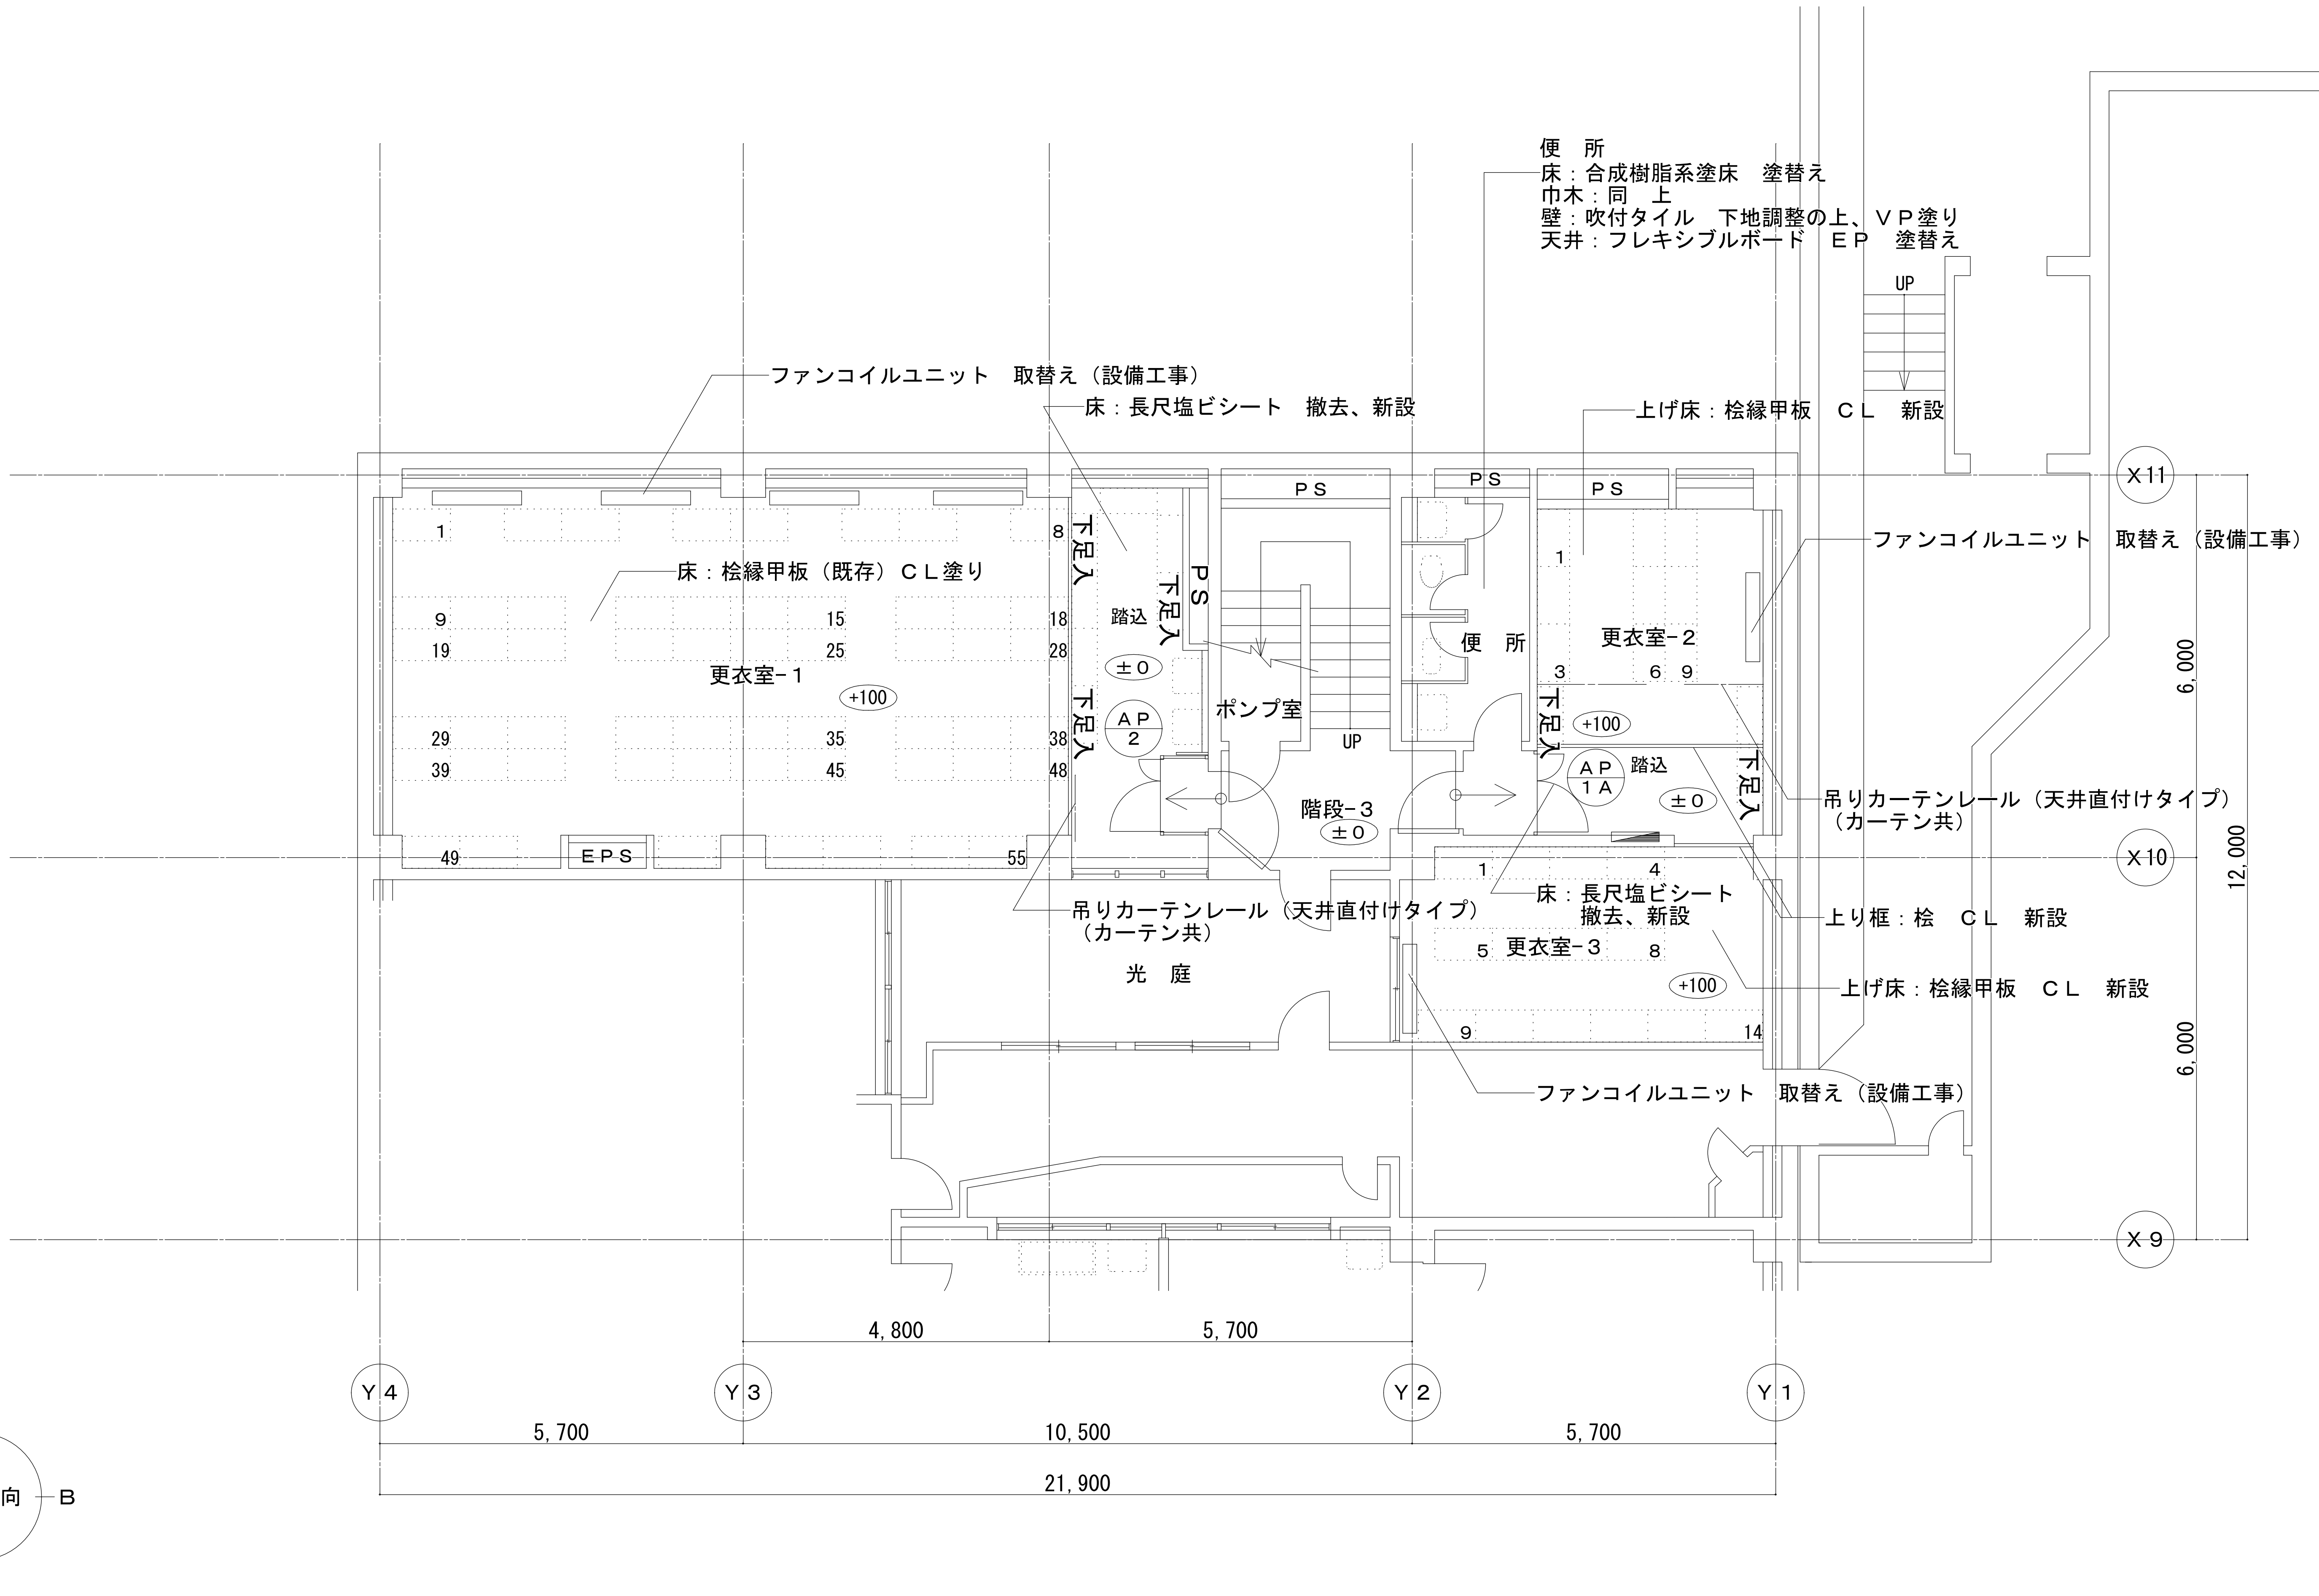 便　所
床：合成樹脂系塗床　塗替え
巾木：同　上
壁：吹付タイル　下地調整の上、ＶＰ塗り
天井：フレキシブルボード　ＥＰ　塗替え
UP
ファンコイルユニット　取替え（設備工事）
床：長尺塩ビシート　撤去、新設
上げ床：桧縁甲板　ＣＬ　新設
X11
ＰＳ
ＰＳ
ＰＳ
1
8
下足入
床：桧縁甲板（既存）ＣＬ塗り
下足入
ＰＳ
1
ファンコイルユニット　取替え（設備工事）
9
15
18
踏込
19
25
28
便　所
更衣室-2
更衣室-1
±0
3
6
9
+100
下足入
AP
2
ポンプ室
UP
下足入
+100
29
35
38
39
45
48
AP
1A
踏込
±0
下足入
吊りカーテンレール（天井直付けタイプ）
（カーテン共）
階段-3
±0
49
EPS
55
X10
1
4
床：長尺塩ビシート
撤去、新設
吊りカーテンレール（天井直付けタイプ）
（カーテン共）
上り框：桧　ＣＬ　新設
5
更衣室-3
8
光　庭
+100
上げ床：桧縁甲板　ＣＬ　新設
9
14
ファンコイルユニット　取替え（設備工事）
6,000
12,000
6,000
X9
4,800
5,700
Y4
Y3
Y2
Y1
5,700
10,500
5,700
21,900
向
B